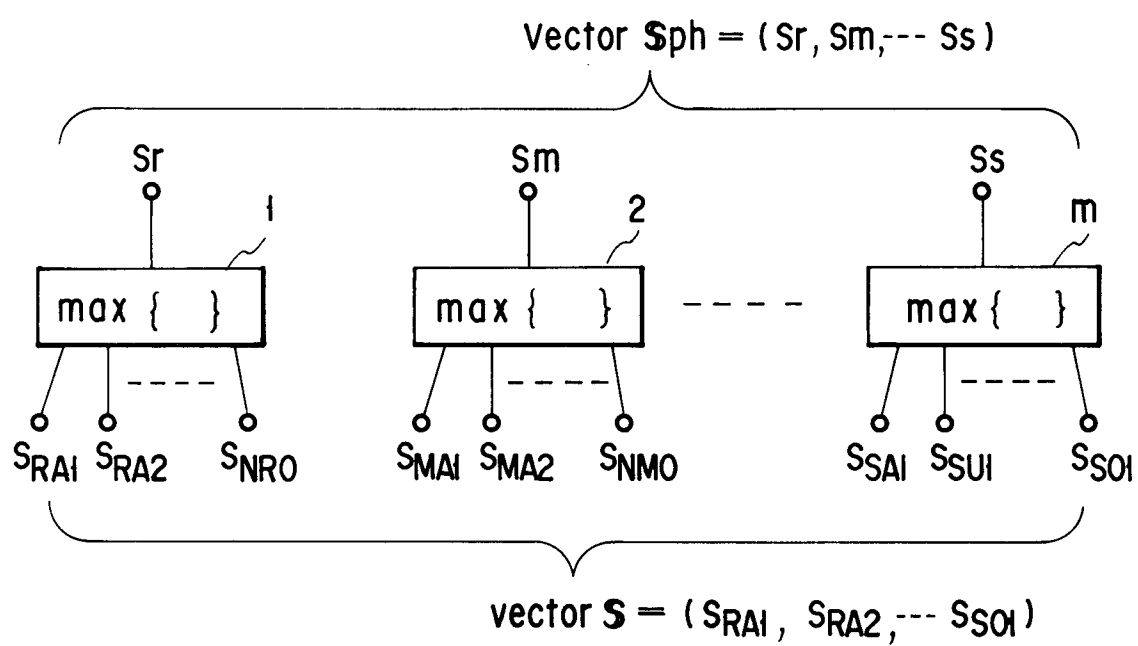 vector Sph = ( Sr, Sm,--- Ss )
Sr Sm Ss
1 2 m
max { } max { } - - - - max { }
- - - - - - - - - - - - - - -
SRA1 SRA2 SNRO SMA1 SMA2 SNMO SSA1 SSU1 SSO1
vector S = ( SRA1 , SRA2 ,--- SSO1 )